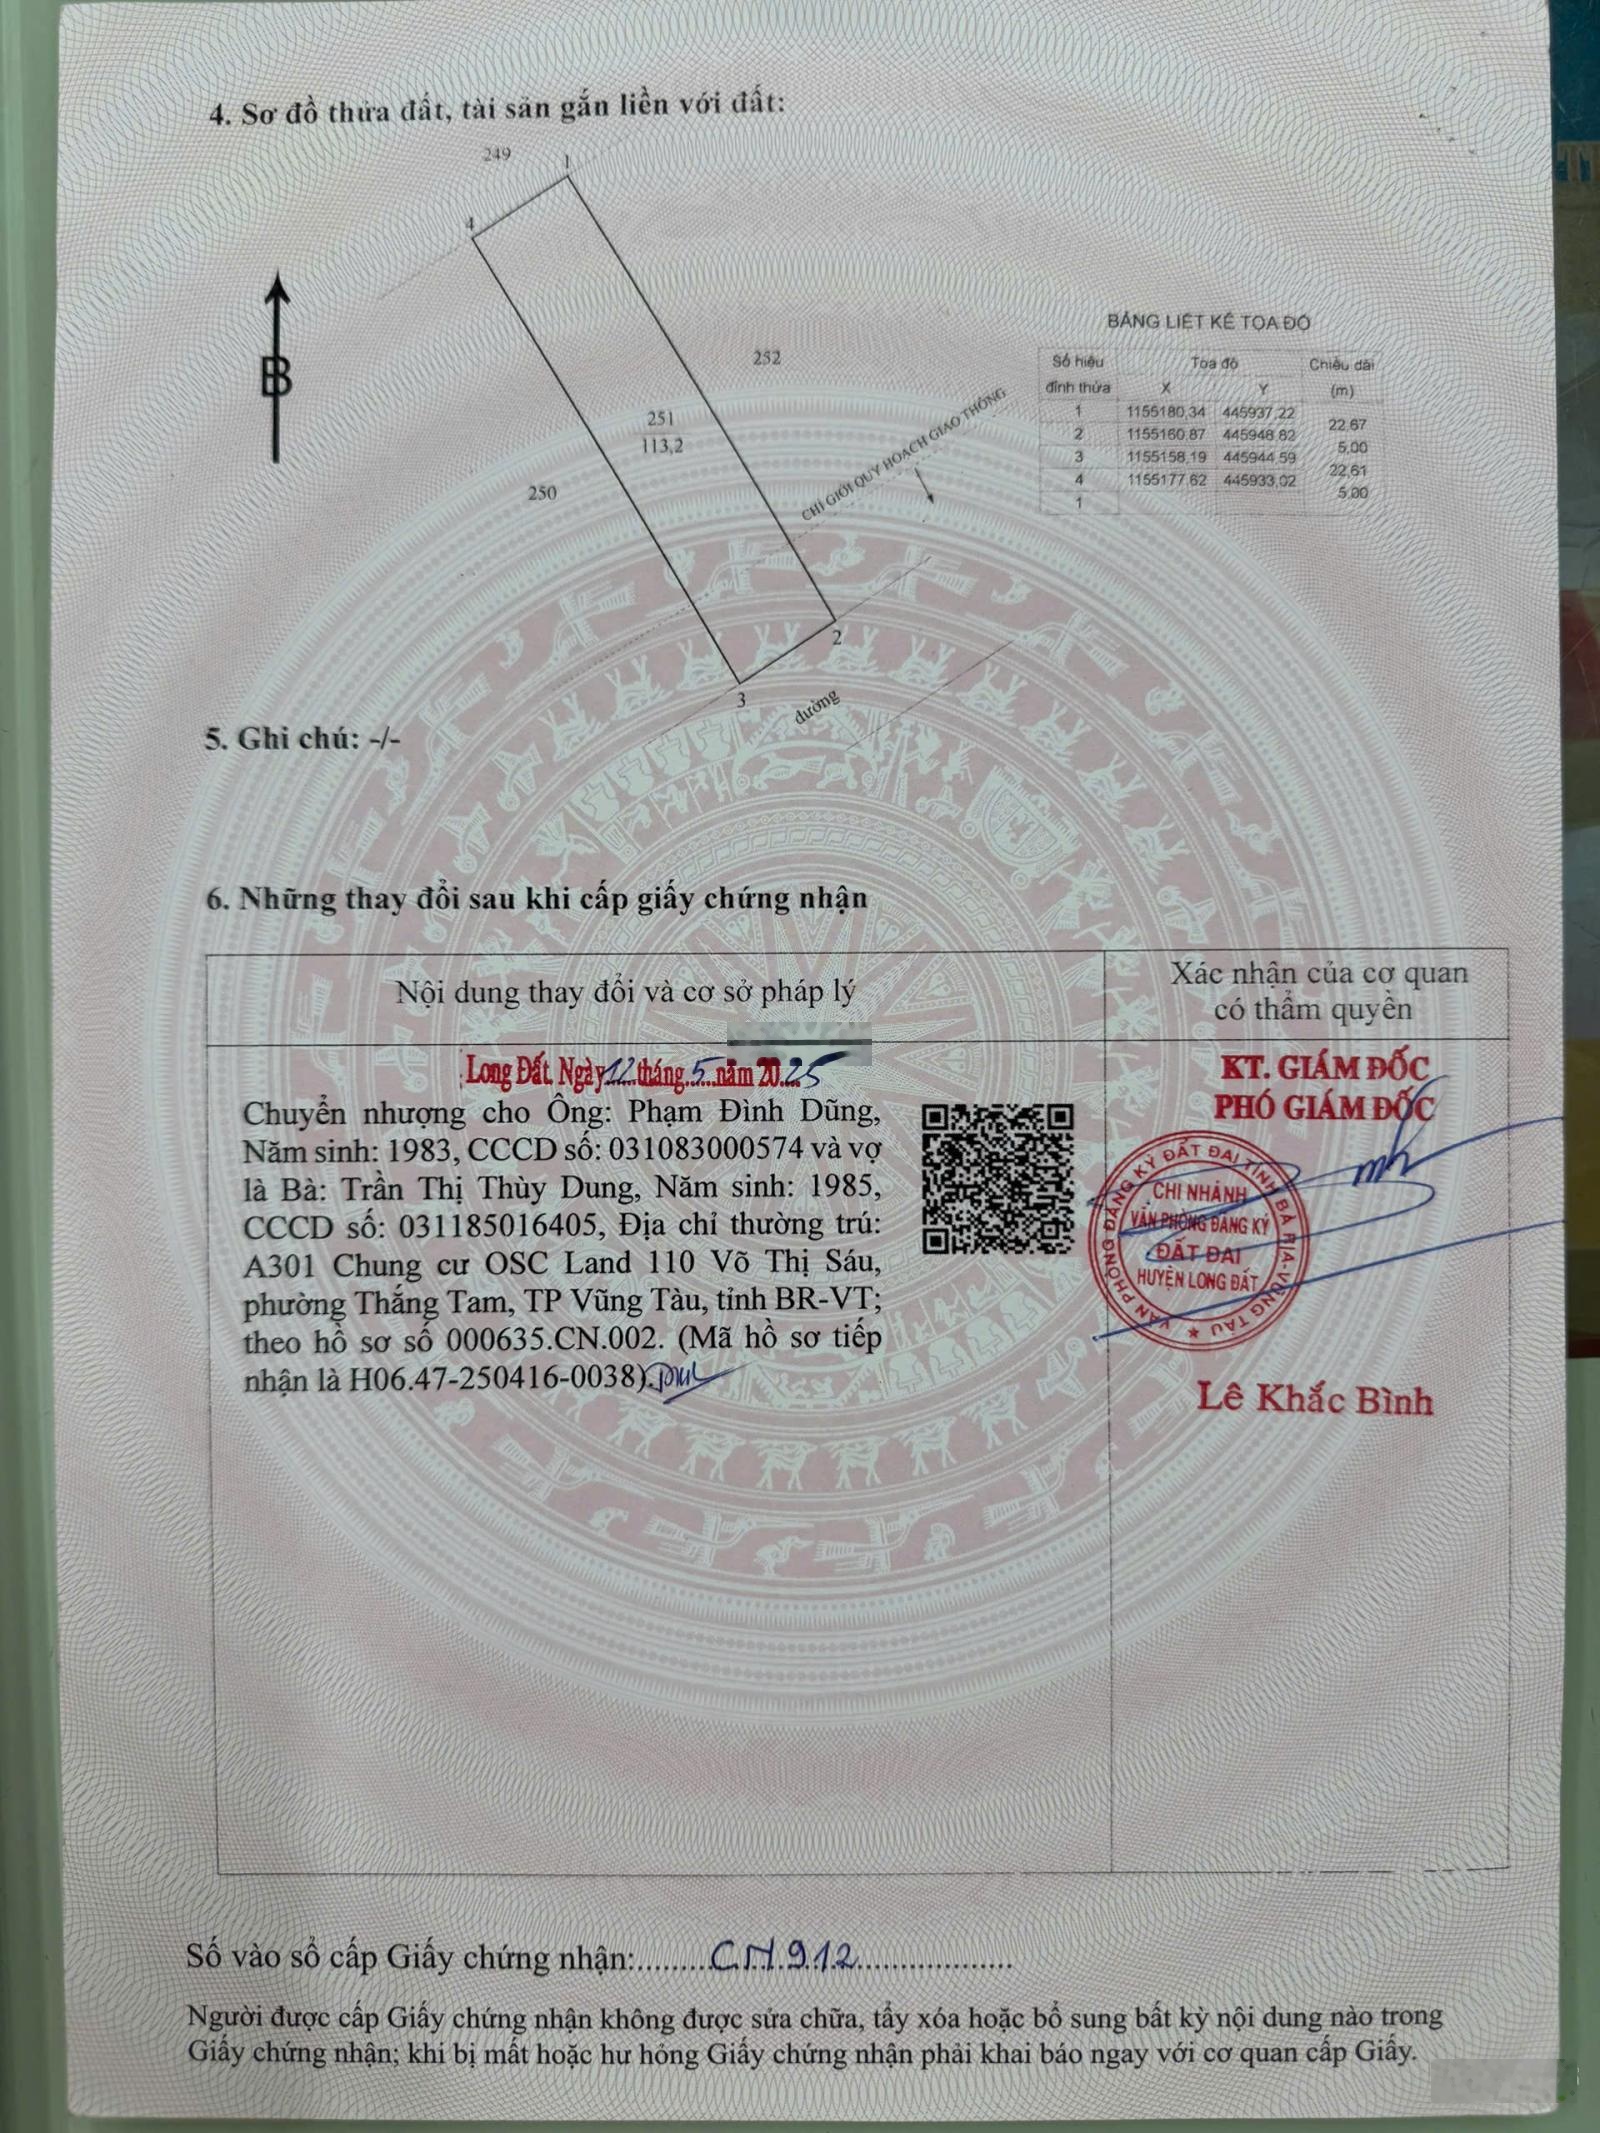 4. Sơ đồ thửa đất, tài sản gắn liền với đất:
249
1
4
B
252
251
113,2
250
CHỈ GIỚI QUY HOẠCH GIAO THÔNG
2
3
đường
BẢNG LIỆT KÊ TỌA ĐỘ
Số hiệu Tọa độ Chiều dài
đỉnh thửa X Y (m)
1 1155180,34 445937,22
22,67
2 1155160,87 445948,82
5,00
3 1155158,19 445944,59
22,61
4 1155177,62 445933,02
5,00
1
5. Ghi chú: -/-
6. Những thay đổi sau khi cấp giấy chứng nhận
Nội dung thay đổi và cơ sở pháp lý
Xác nhận của cơ quan
có thẩm quyền
Long Đất, Ngày 12 tháng 5 năm 2025
Chuyển nhượng cho Ông: Phạm Đình Dũng,
Năm sinh: 1983, CCCD số: 031083000574 và vợ
là Bà: Trần Thị Thùy Dung, Năm sinh: 1985,
CCCD số: 031185016405, Địa chỉ thường trú:
A301 Chung cư OSC Land 110 Võ Thị Sáu,
phường Thắng Tam, TP Vũng Tàu, tỉnh BR-VT;
theo hồ sơ số 000635.CN.002. (Mã hồ sơ tiếp
nhận là H06.47-250416-0038).
KT. GIÁM ĐỐC
PHÓ GIÁM ĐỐC
VĂN PHÒNG ĐĂNG KÝ ĐẤT ĐAI TỈNH BÀ RỊA-VŨNG TÀU
CHI NHÁNH
VĂN PHÒNG ĐĂNG KÝ
ĐẤT ĐAI
HUYỆN LONG ĐẤT
Lê Khắc Bình
Số vào sổ cấp Giấy chứng nhận:.........CN912....................
Người được cấp Giấy chứng nhận không được sửa chữa, tẩy xóa hoặc bổ sung bất kỳ nội dung nào trong
Giấy chứng nhận; khi bị mất hoặc hư hỏng Giấy chứng nhận phải khai báo ngay với cơ quan cấp Giấy.